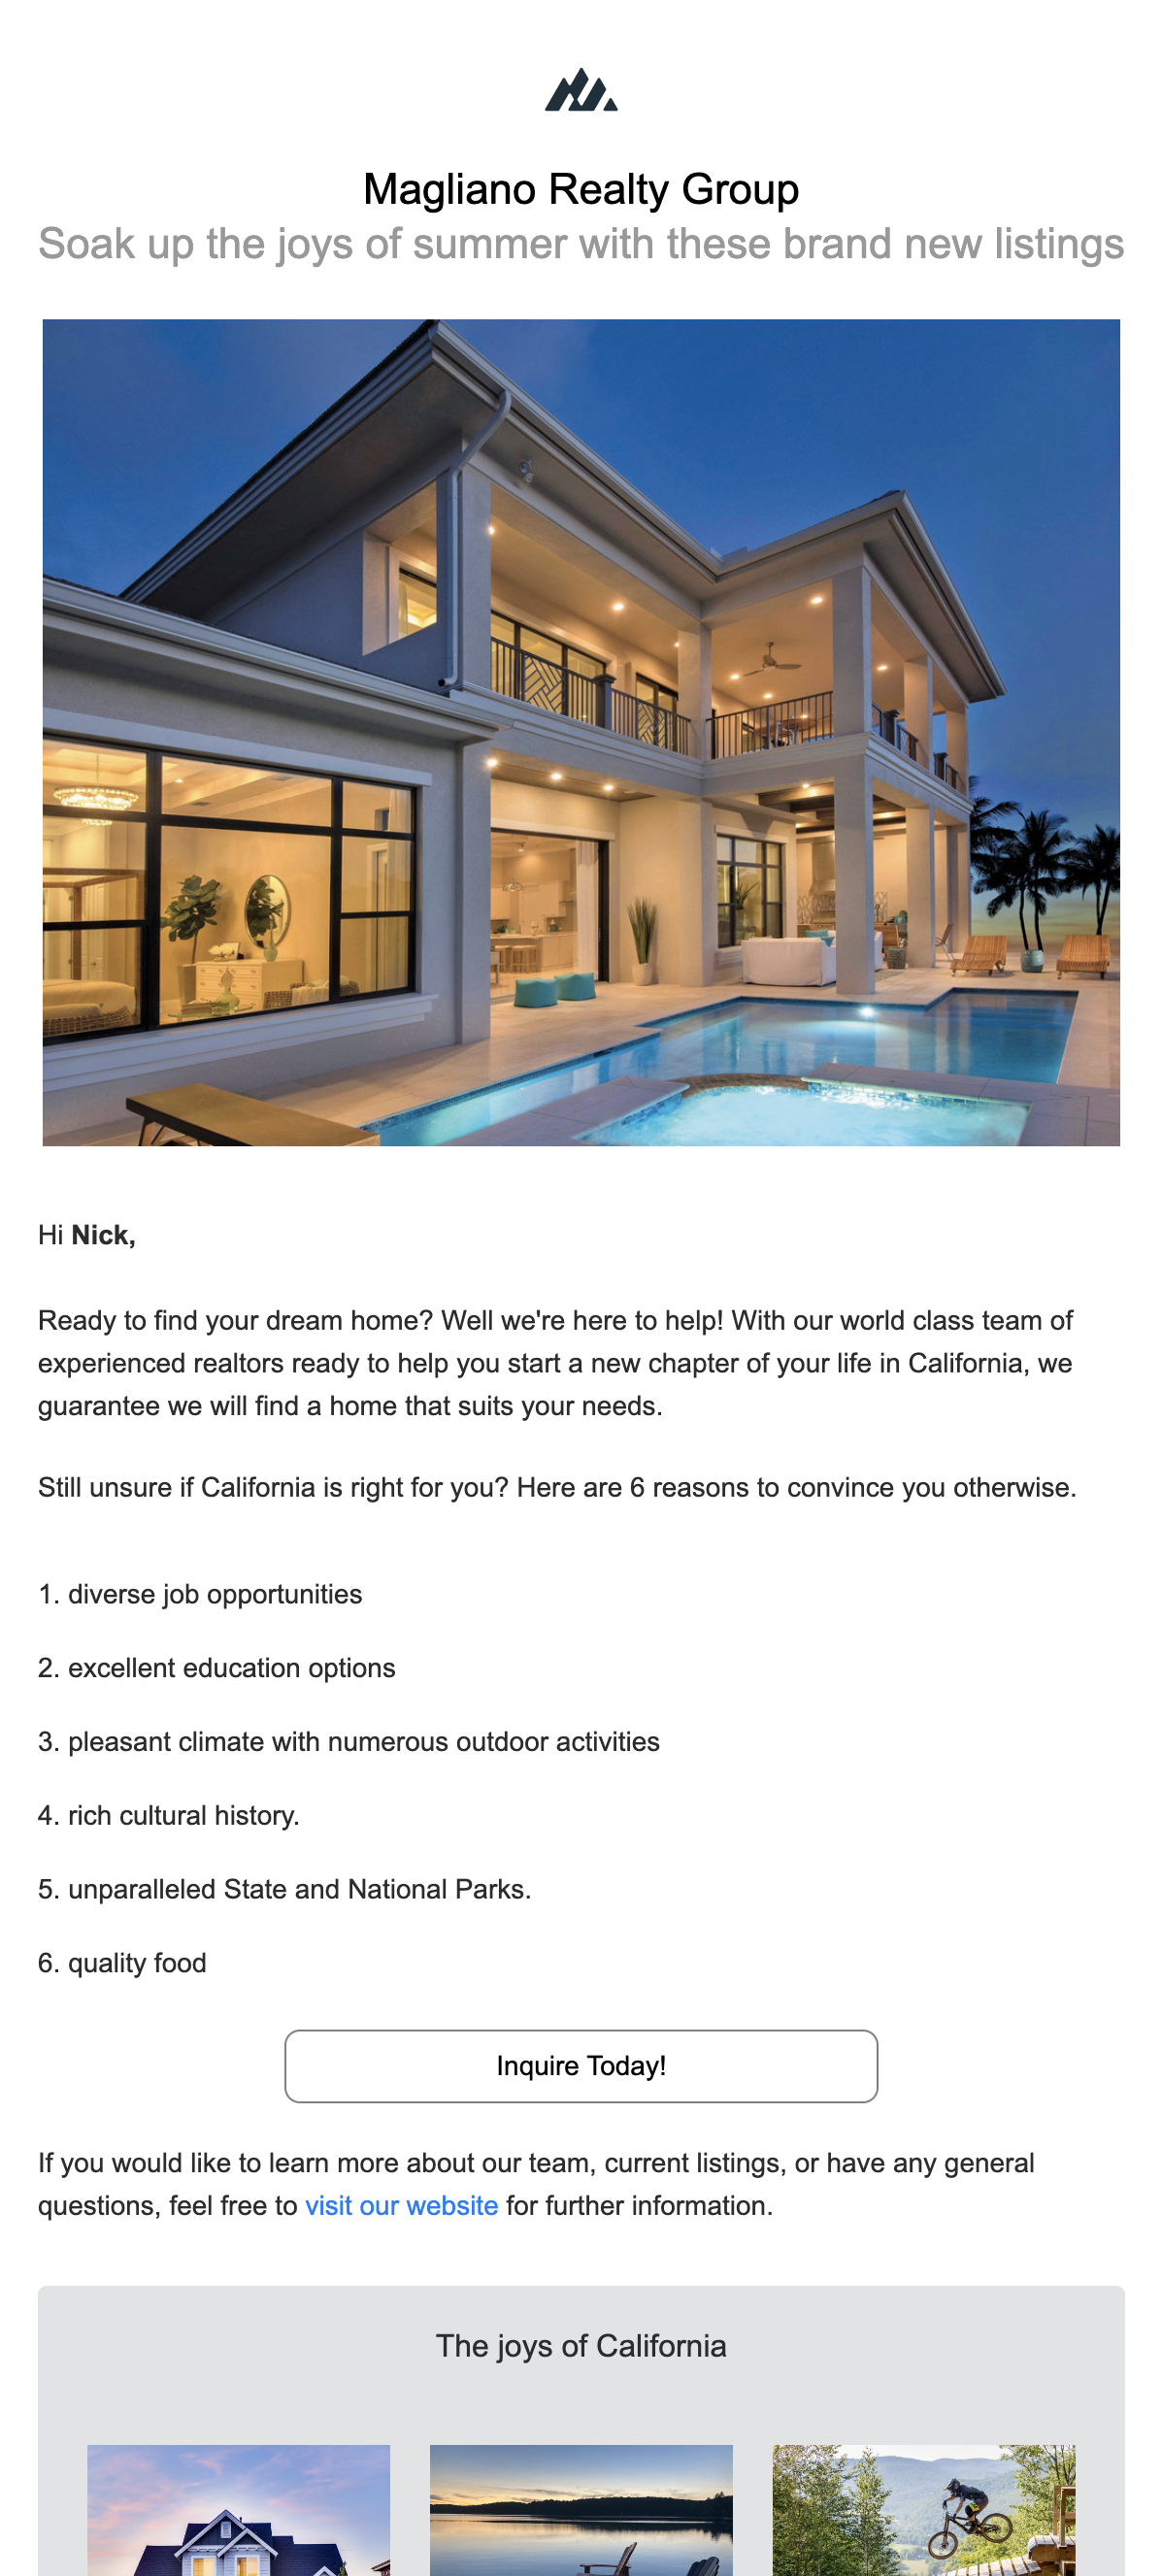 Magliano Realty Group
Soak up the joys of summer with these brand new listings
Hi Nick,
Ready to find your dream home? Well we're here to help! With our world class team of
experienced realtors ready to help you start a new chapter of your life in California, we
guarantee we will find a home that suits your needs.
Still unsure if California is right for you? Here are 6 reasons to convince you otherwise.
1. diverse job opportunities
2. excellent education options
3. pleasant climate with numerous outdoor activities
4. rich cultural history.
5. unparalleled State and National Parks.
6. quality food
Inquire Today!
If you would like to learn more about our team, current listings, or have any general
questions, feel free to visit our website for further information.
The joys of California